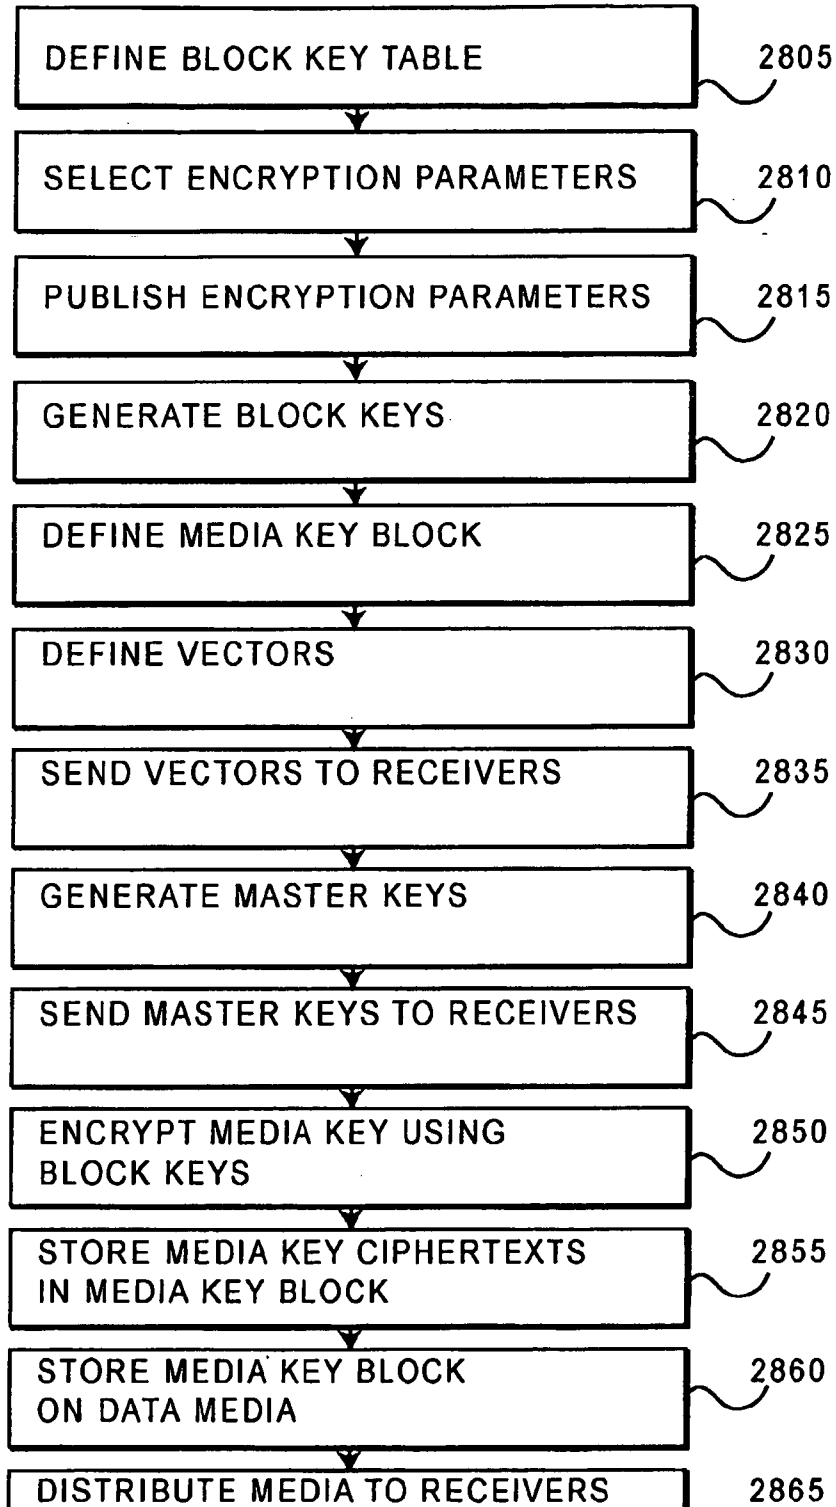 DEFINE BLOCK KEY TABLE 2805
SELECT ENCRYPTION PARAMETERS 2810
PUBLISH ENCRYPTION PARAMETERS 2815
GENERATE BLOCK KEYS 2820
DEFINE MEDIA KEY BLOCK 2825
DEFINE VECTORS 2830
SEND VECTORS TO RECEIVERS 2835
GENERATE MASTER KEYS 2840
SEND MASTER KEYS TO RECEIVERS 2845
ENCRYPT MEDIA KEY USING 2850
BLOCK KEYS
STORE MEDIA KEY CIPHERTEXTS 2855
IN MEDIA KEY BLOCK
STORE MEDIA KEY BLOCK 2860
ON DATA MEDIA
DISTRIBUTE MEDIA TO RECEIVERS 2865